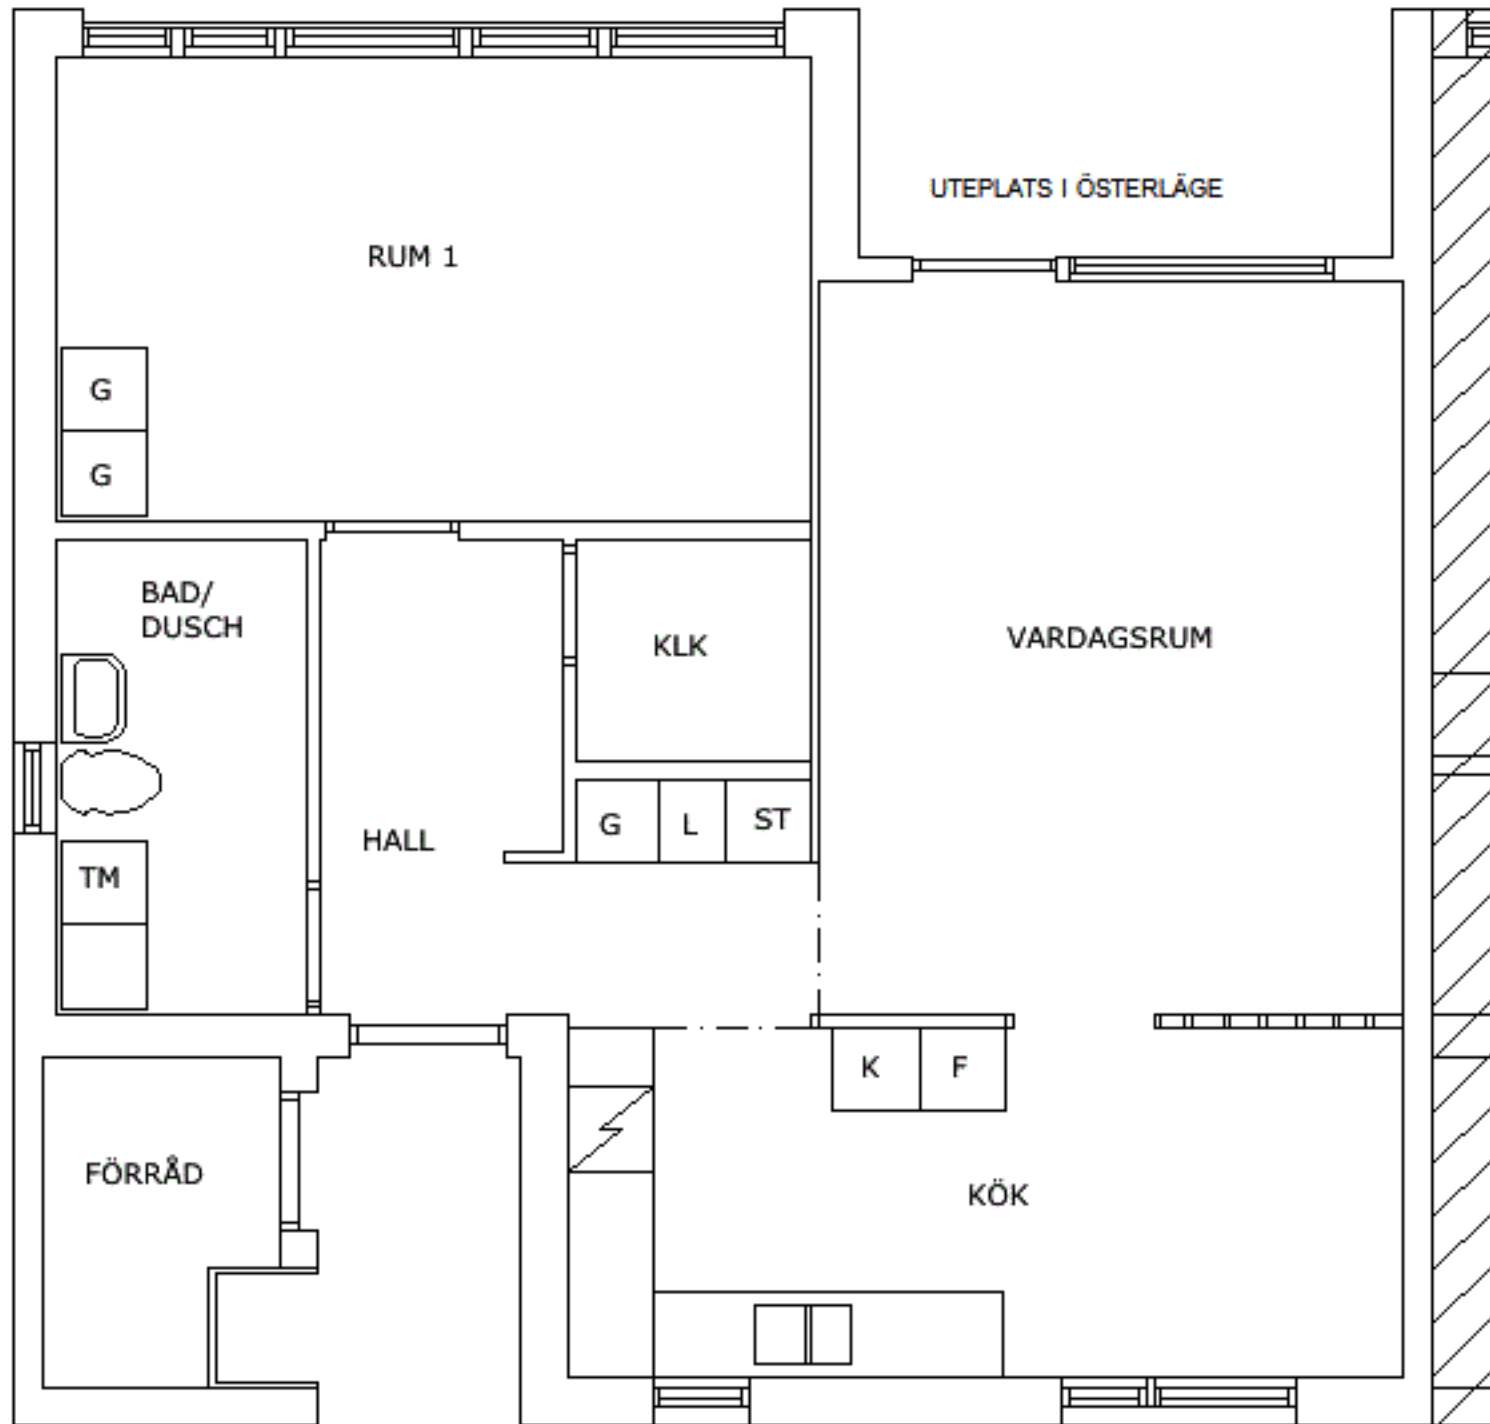 UTEPLATS I ÖSTERLÄGE
RUM 1
G
G
BAD/
DUSCH
KLK
VARDAGSRUM
G L ST
HALL
TM
K F
FÖRRÅD
KÖK